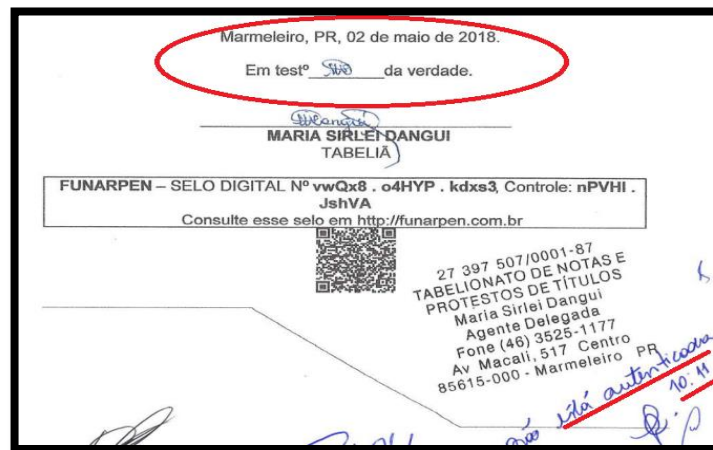 Marmeleiro, PR, 02 de maio de 2018.
Em testº da verdade.
MARIA SIRLEI DANGUI
TABELIÃ
FUNARPEN – SELO DIGITAL Nº vwQx8 . o4HYP . kdxs3, Controle: nPVHI .
JshVA
Consulte esse selo em http://funarpen.com.br
27 397 507/0001-87
TABELIONATO DE NOTAS E
PROTESTOS DE TÍTULOS
Maria Sirlei Dangui
Agente Delegada
Fone (46) 3525-1177
Av Macali, 517 Centro
85615-000 - Marmeleiro PR
não está autenticada
10:11